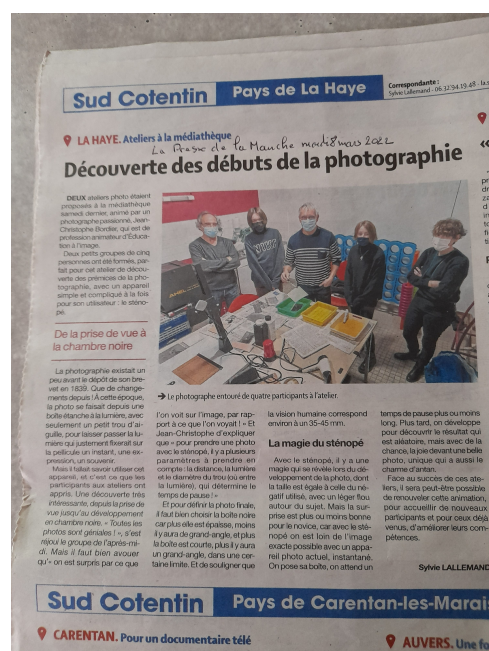 Sud Cotentin
Pays de La Haye
Correspondante :
Sylvie Lallemand - 06.32.94.19.48 - la.s
LA HAYE. Ateliers à la médiathèque
La Presse de la Manche mardi 8 mars 2022
Découverte des débuts de la photographie
DEUX ateliers photo étaient
proposés à la médiathèque
samedi dernier, animé par un
photographe passionné, Jean-
Christophe Bordier, qui est de
profession animateur d'Éduca-
tion à l'image.
Deux petits groupes de cinq
personnes ont été formés, par-
fait pour cet atelier de décou-
verte des prémices de la pho-
tographie, avec un appareil
simple et compliqué à la fois
pour son utilisateur : le sténo-
pé.
De la prise de vue à
la chambre noire
La photographie existait un
peu avant le dépôt de son bre-
vet en 1839. Que de change-
ments depuis ! À cette époque,
la photo se faisait depuis une
boîte étanche à la lumière, avec
seulement un petit trou d'ai-
guille, pour laisser passer la lu-
mière qui justement fixerait sur
la pellicule un instant, une ex-
pression, un souvenir.
Mais il fallait savoir utiliser cet
appareil, et c'est ce que les
participants aux ateliers ont
appris. Une découverte très
intéressante, depuis la prise de
vue jusqu'au développement
en chambre noire. « Toutes les
photos sont géniales ! », s'est
réjoui le groupe de l'après-mi-
di. Mais il faut bien avouer
qu'« on est surpris par ce que
➔ Le photographe entouré de quatre participants à l'atelier.
l'on voit sur l'image, par rap-
port à ce que l'on voyait ! » Et
Jean-Christophe d'expliquer
que « pour prendre une photo
avec le sténopé, il y a plusieurs
paramètres à prendre en
compte : la distance, la lumière
et le diamètre du trou (ou entre
la lumière), qui détermine le
temps de pause ! »
Et pour définir la photo finale,
il faut bien choisir la boîte noire
car plus elle est épaisse, moins
il y aura de grand-angle, et plus
la boîte est courte, plus il y aura
un grand-angle, dans une cer-
taine limite. Et de souligner que
la vision humaine correspond
environ à un 35-45 mm.
La magie du sténopé
Avec le sténopé, il y a une
magie qui se révèle lors du dé-
veloppement de la photo, dont
la taille est égale à celle du né-
gatif utilisé, avec un léger flou
autour du sujet. Mais la sur-
prise est plus ou moins bonne
pour le novice, car avec le sté-
nopé on est loin de l'image
exacte possible avec un appa-
reil photo actuel, instantané.
On pose sa boîte, on attend un
temps de pause plus ou moins
long. Plus tard, on développe
pour découvrir le résultat qui
est aléatoire, mais avec de la
chance, la joie devant une belle
photo, unique qui a aussi le
charme d'antan.
Face au succès de ces ate-
liers, il sera peut-être possible
de renouveler cette animation,
pour accueillir de nouveaux
participants et pour ceux déjà
venus, d'améliorer leurs com-
pétences.
Sylvie LALLEMAND
Sud Cotentin
Pays de Carentan-les-Marai
CARENTAN. Pour un documentaire télé
AUVERS. Une fo